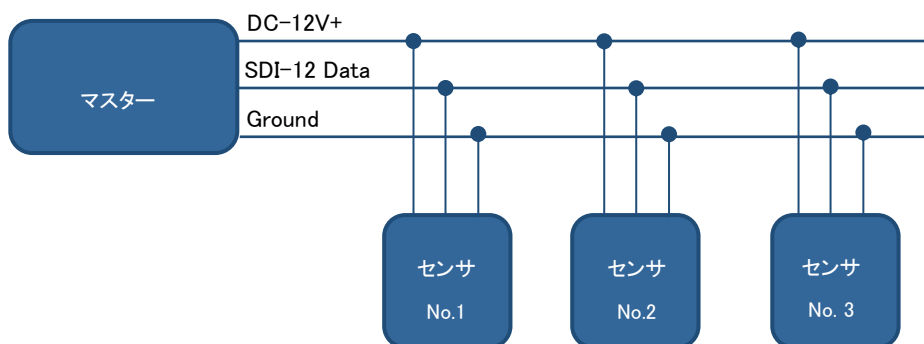 DC-12V+
SDI-12 Data
マスター
Ground
センサ
No.1
センサ
No.2
センサ
No. 3